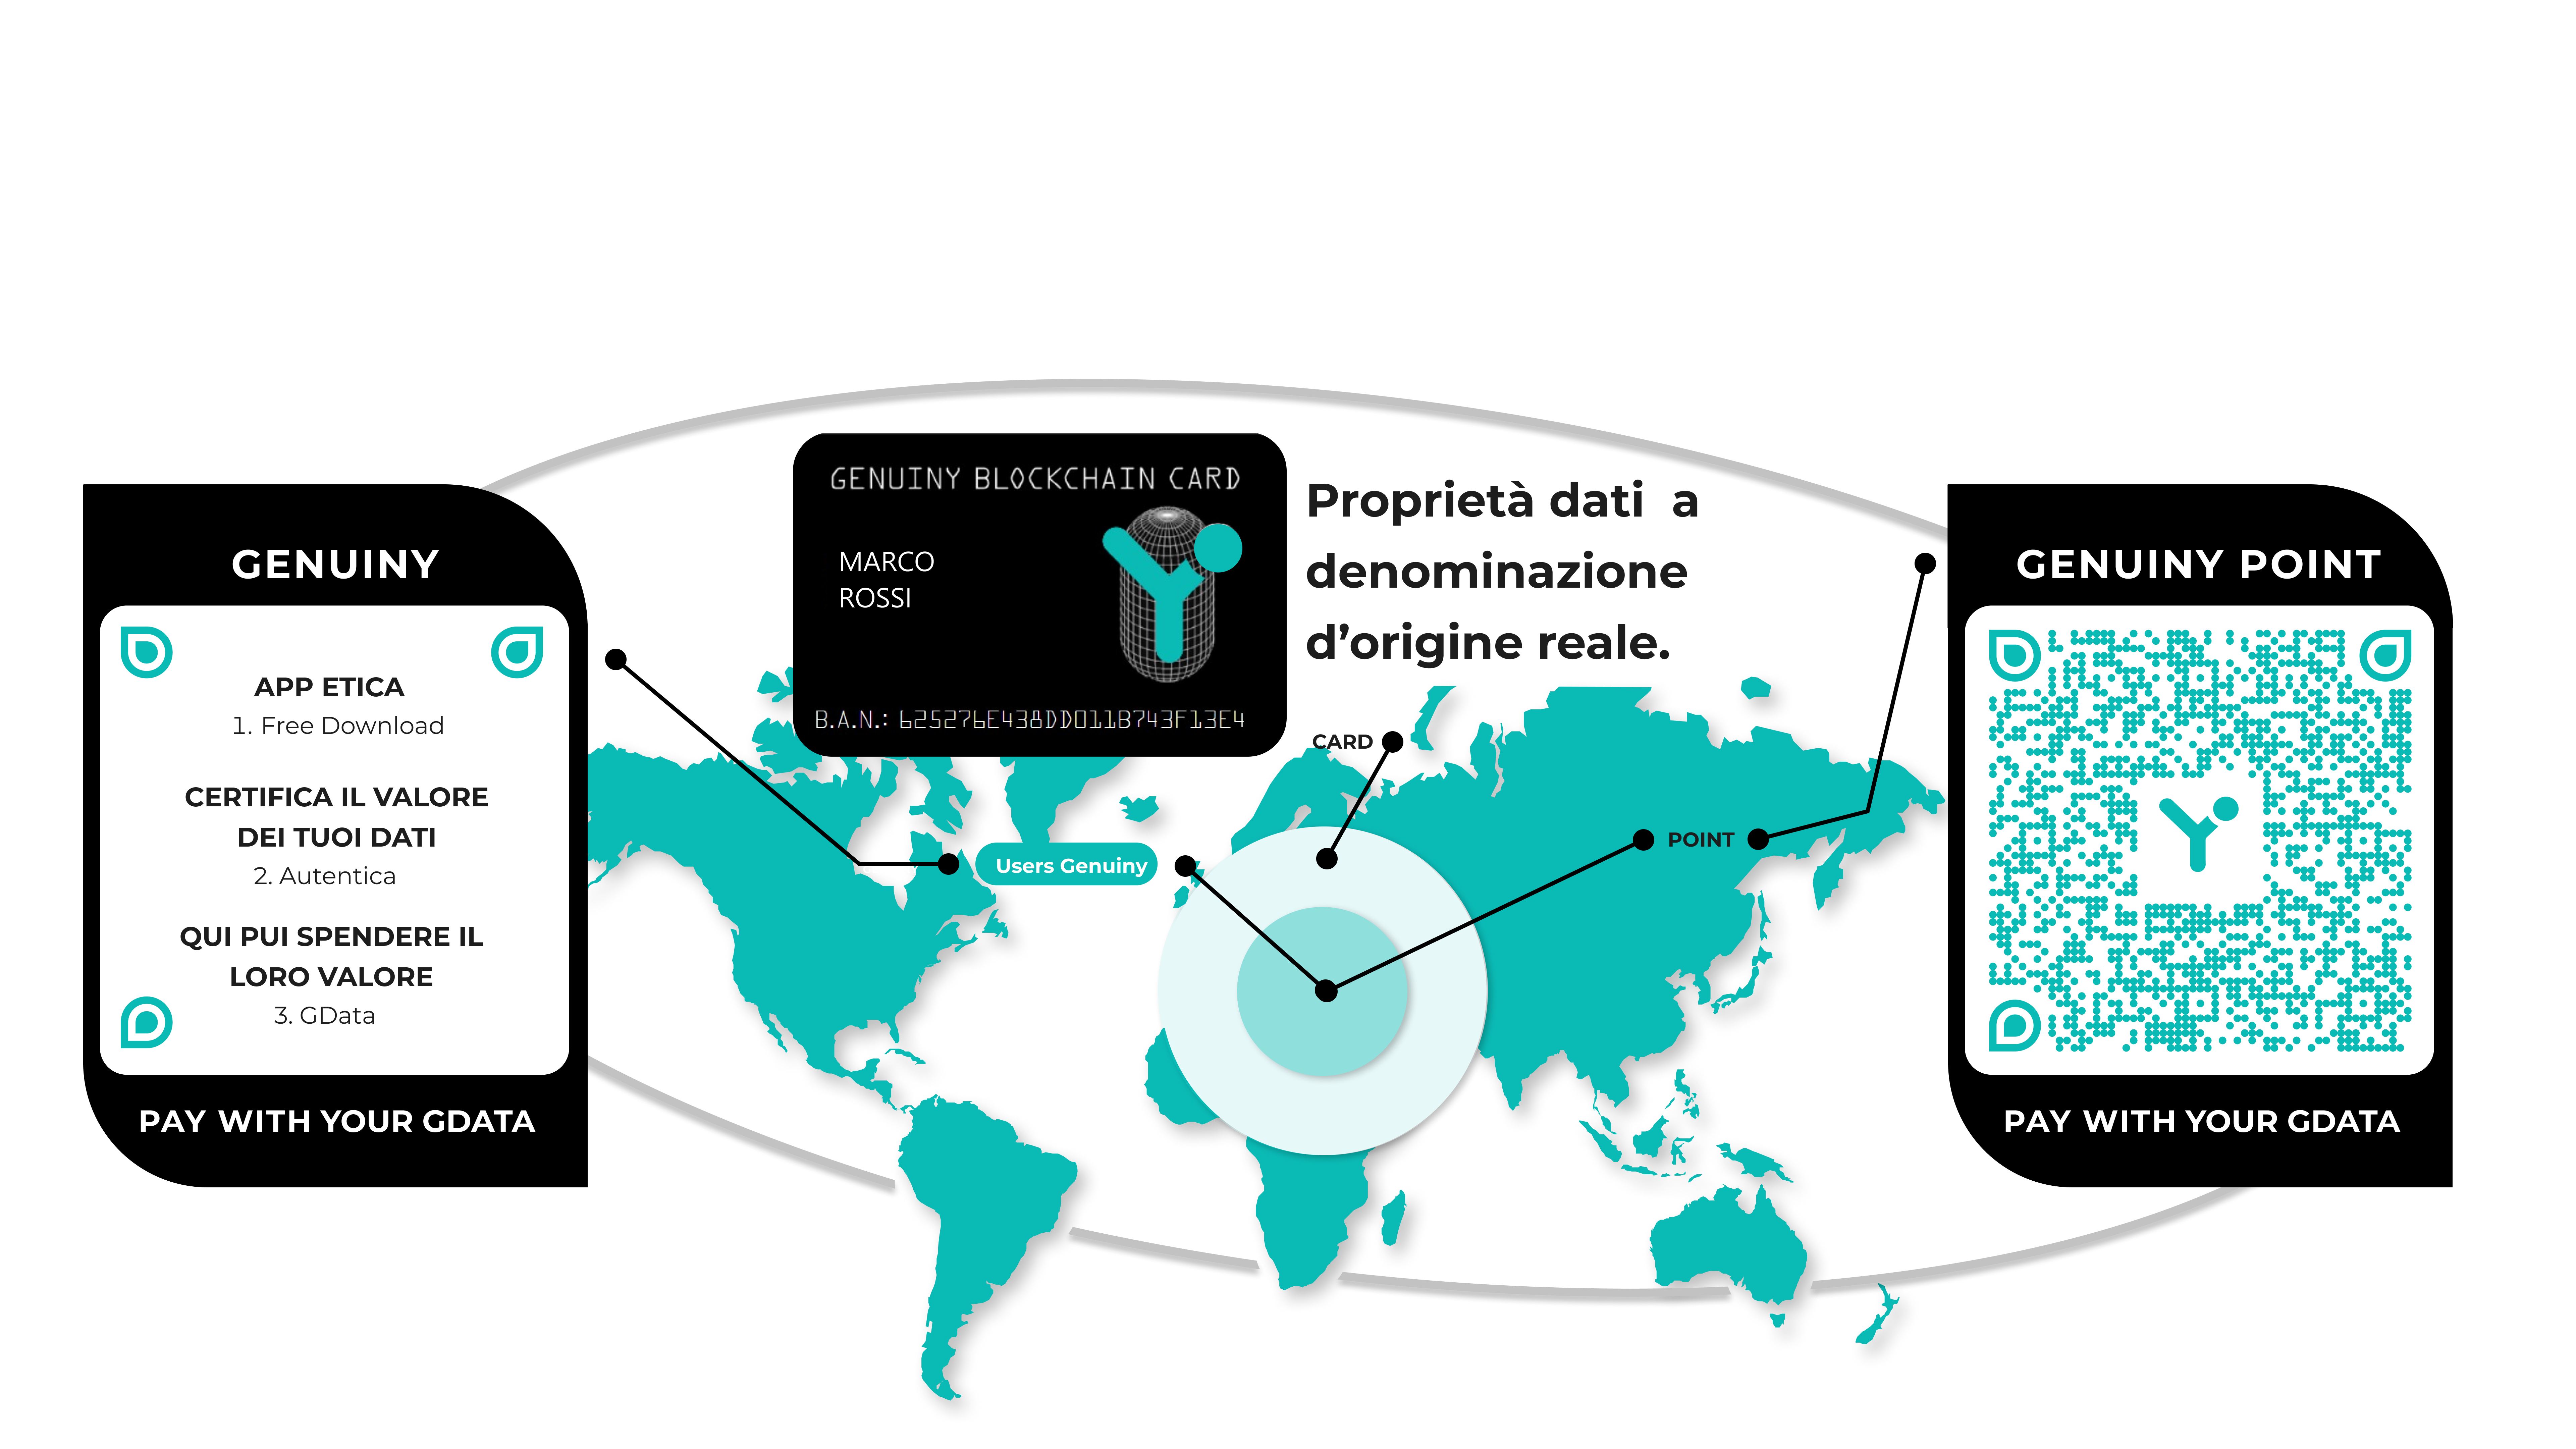 GENUINY
APP ETICA
1. Free Download
CERTIFICA IL VALORE
DEI TUOI DATI
2. Autentica
QUI PUI SPENDERE IL
LORO VALORE
3. GData
PAY WITH YOUR GDATA
GENUINY BLOCKCHAIN CARD
MARCO
ROSSI
B.A.N.: 625276E438DD011B743F13E4
Proprietà dati a
denominazione
d’origine reale.
CARD
Users Genuiny
POINT
GENUINY POINT
PAY WITH YOUR GDATA